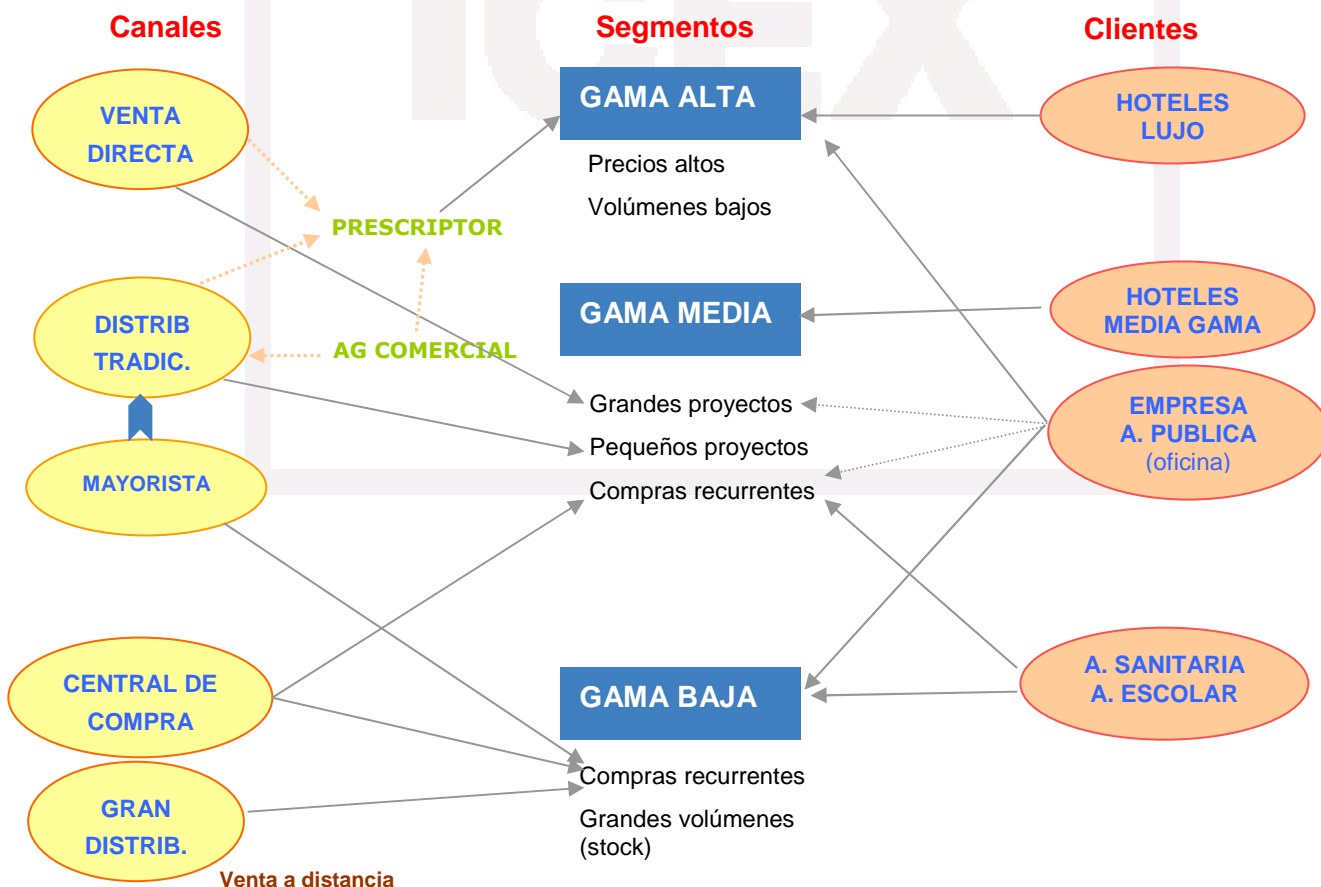 Canales
Segmentos
Clientes
VENTA
DIRECTA
GAMA ALTA
HOTELES
LUJO
Precios altos
Volúmenes bajos
PRESCRIPTOR
DISTRIB
TRADIC.
GAMA MEDIA
HOTELES
MEDIA GAMA
AG COMERCIAL
Grandes proyectos
Pequeños proyectos
Compras recurrentes
EMPRESA
A. PUBLICA
(oficina)
MAYORISTA
CENTRAL DE
COMPRA
GAMA BAJA
A. SANITARIA
A. ESCOLAR
Compras recurrentes
Grandes volúmenes
(stock)
GRAN
DISTRIB.
Venta a distancia
ICEX